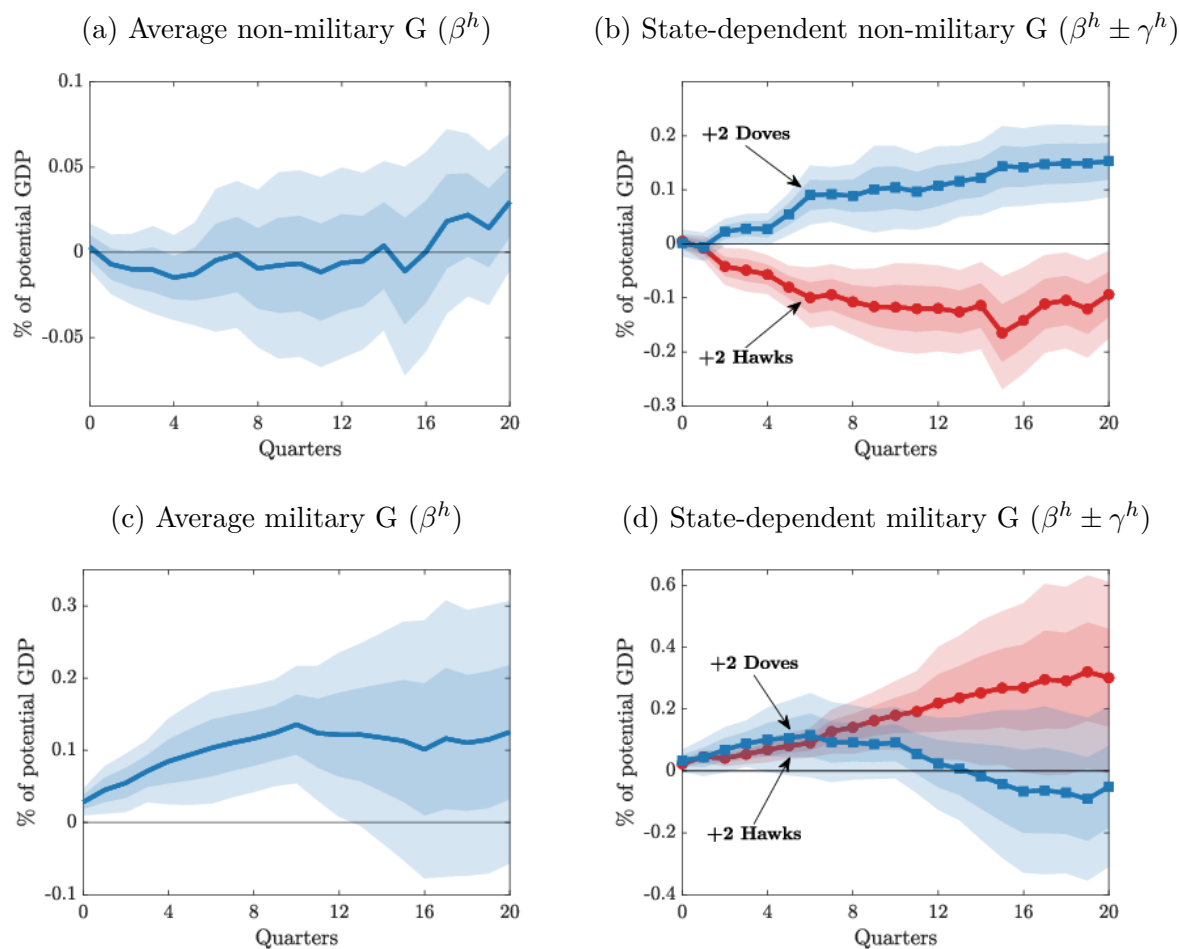 (a) Average non-military G (β^h)
(b) State-dependent non-military G (β^h ± γ^h)
% of potential GDP
0.1
0.05
0
-0.05
0 4 8 12 16 20
Quarters
% of potential GDP
0.2
0.1
0
-0.1
-0.2
-0.3
+2 Doves
+2 Hawks
0 4 8 12 16 20
Quarters
(c) Average military G (β^h)
(d) State-dependent military G (β^h ± γ^h)
% of potential GDP
0.3
0.2
0.1
0
-0.1
0 4 8 12 16 20
Quarters
% of potential GDP
0.6
0.4
0.2
0
-0.2
-0.4
+2 Doves
+2 Hawks
0 4 8 12 16 20
Quarters